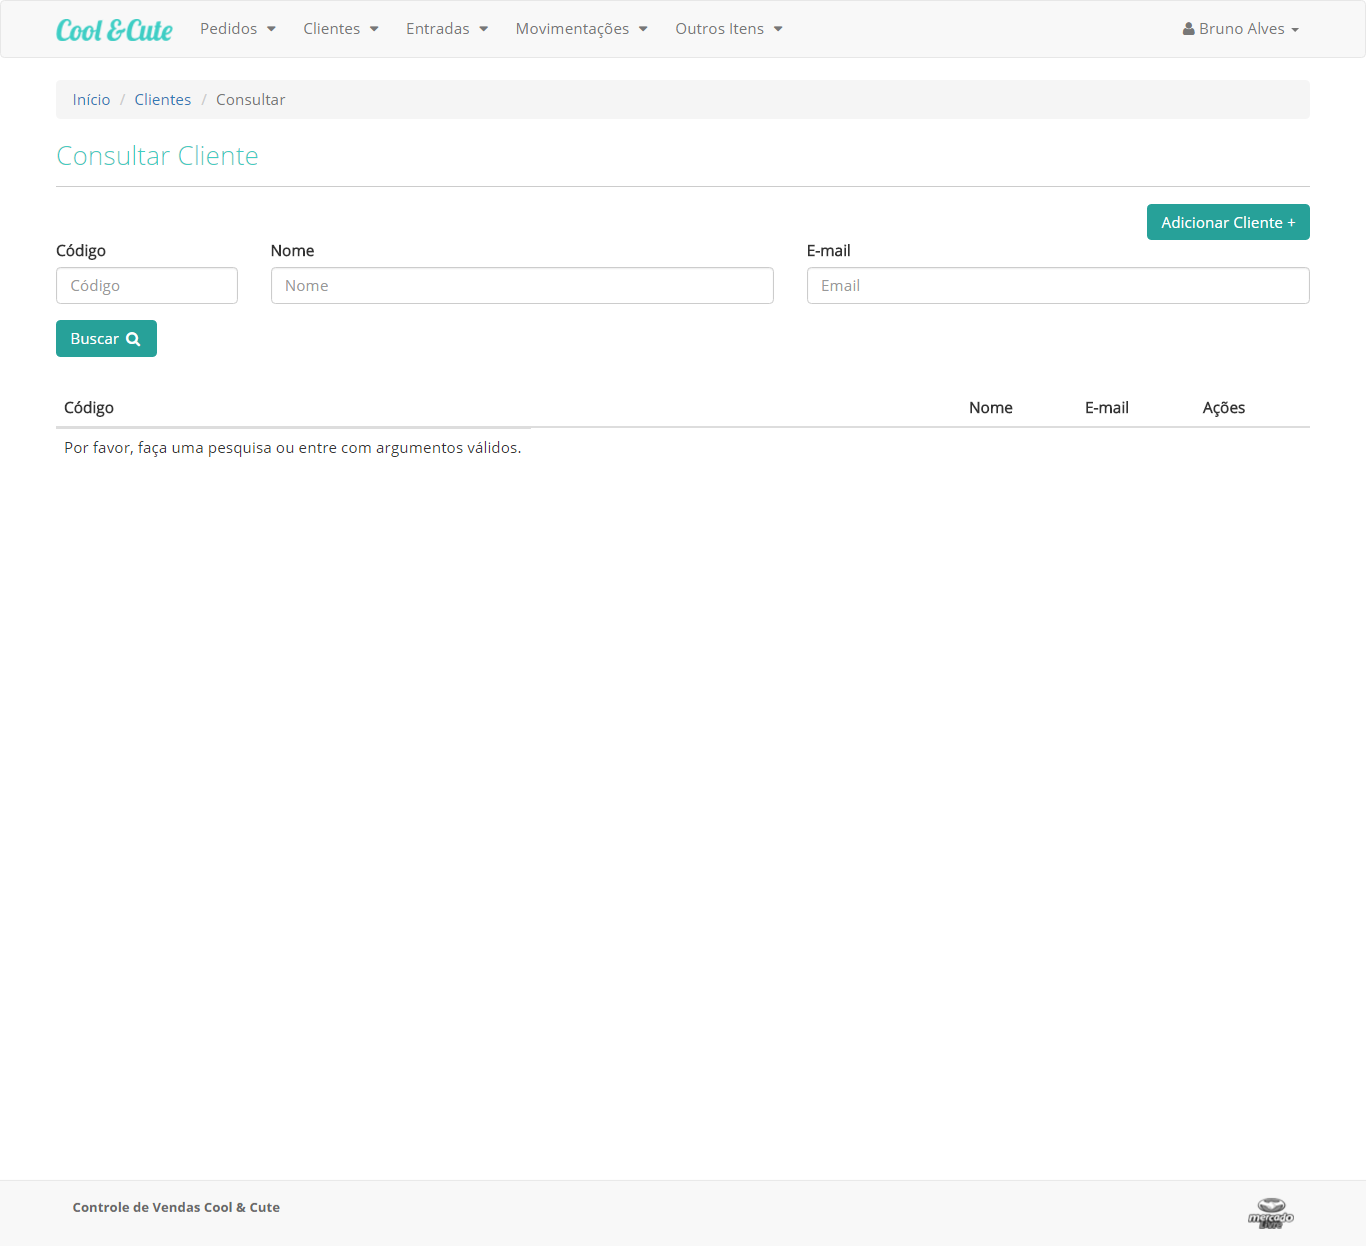 Cool &Cute Pedidos Clientes Entradas Movimentações Outros Itens Bruno Alves
Início / Clientes / Consultar
Consultar Cliente
Adicionar Cliente +
Código Nome E-mail
Código Nome Email
Buscar
Código Nome E-mail Ações
Por favor, faça uma pesquisa ou entre com argumentos válidos.
Controle de Vendas Cool & Cute
mercado livre